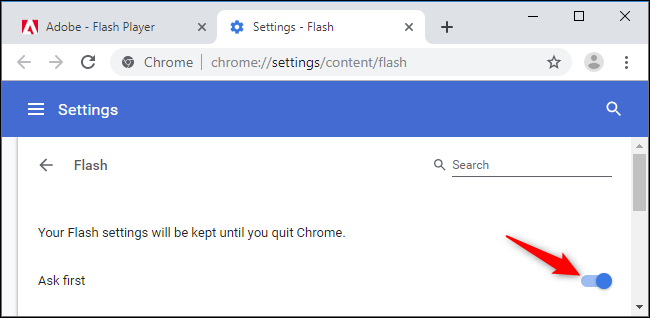 Adobe - Flash Player
Settings - Flash
Chrome | chrome://settings/content/flash
Settings
Flash
Search
Your Flash settings will be kept until you quit Chrome.
Ask first